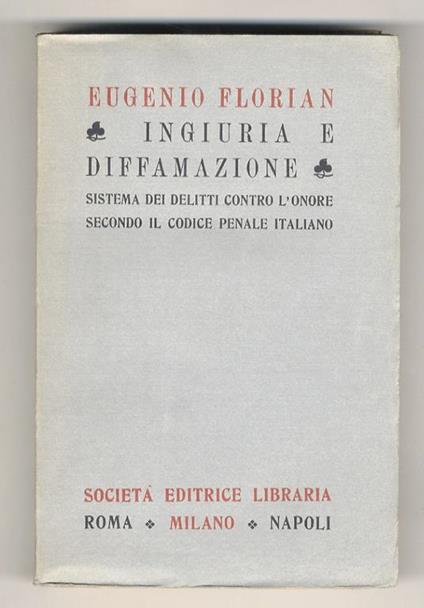 EUGENIO FLORIAN
♣ INGIURIA E
DIFFAMAZIONE ♣
SISTEMA DEI DELITTI CONTRO L'ONORE
SECONDO IL CODICE PENALE ITALIANO
SOCIETÀ EDITRICE LIBRARIA
ROMA ❖ MILANO ❖ NAPOLI